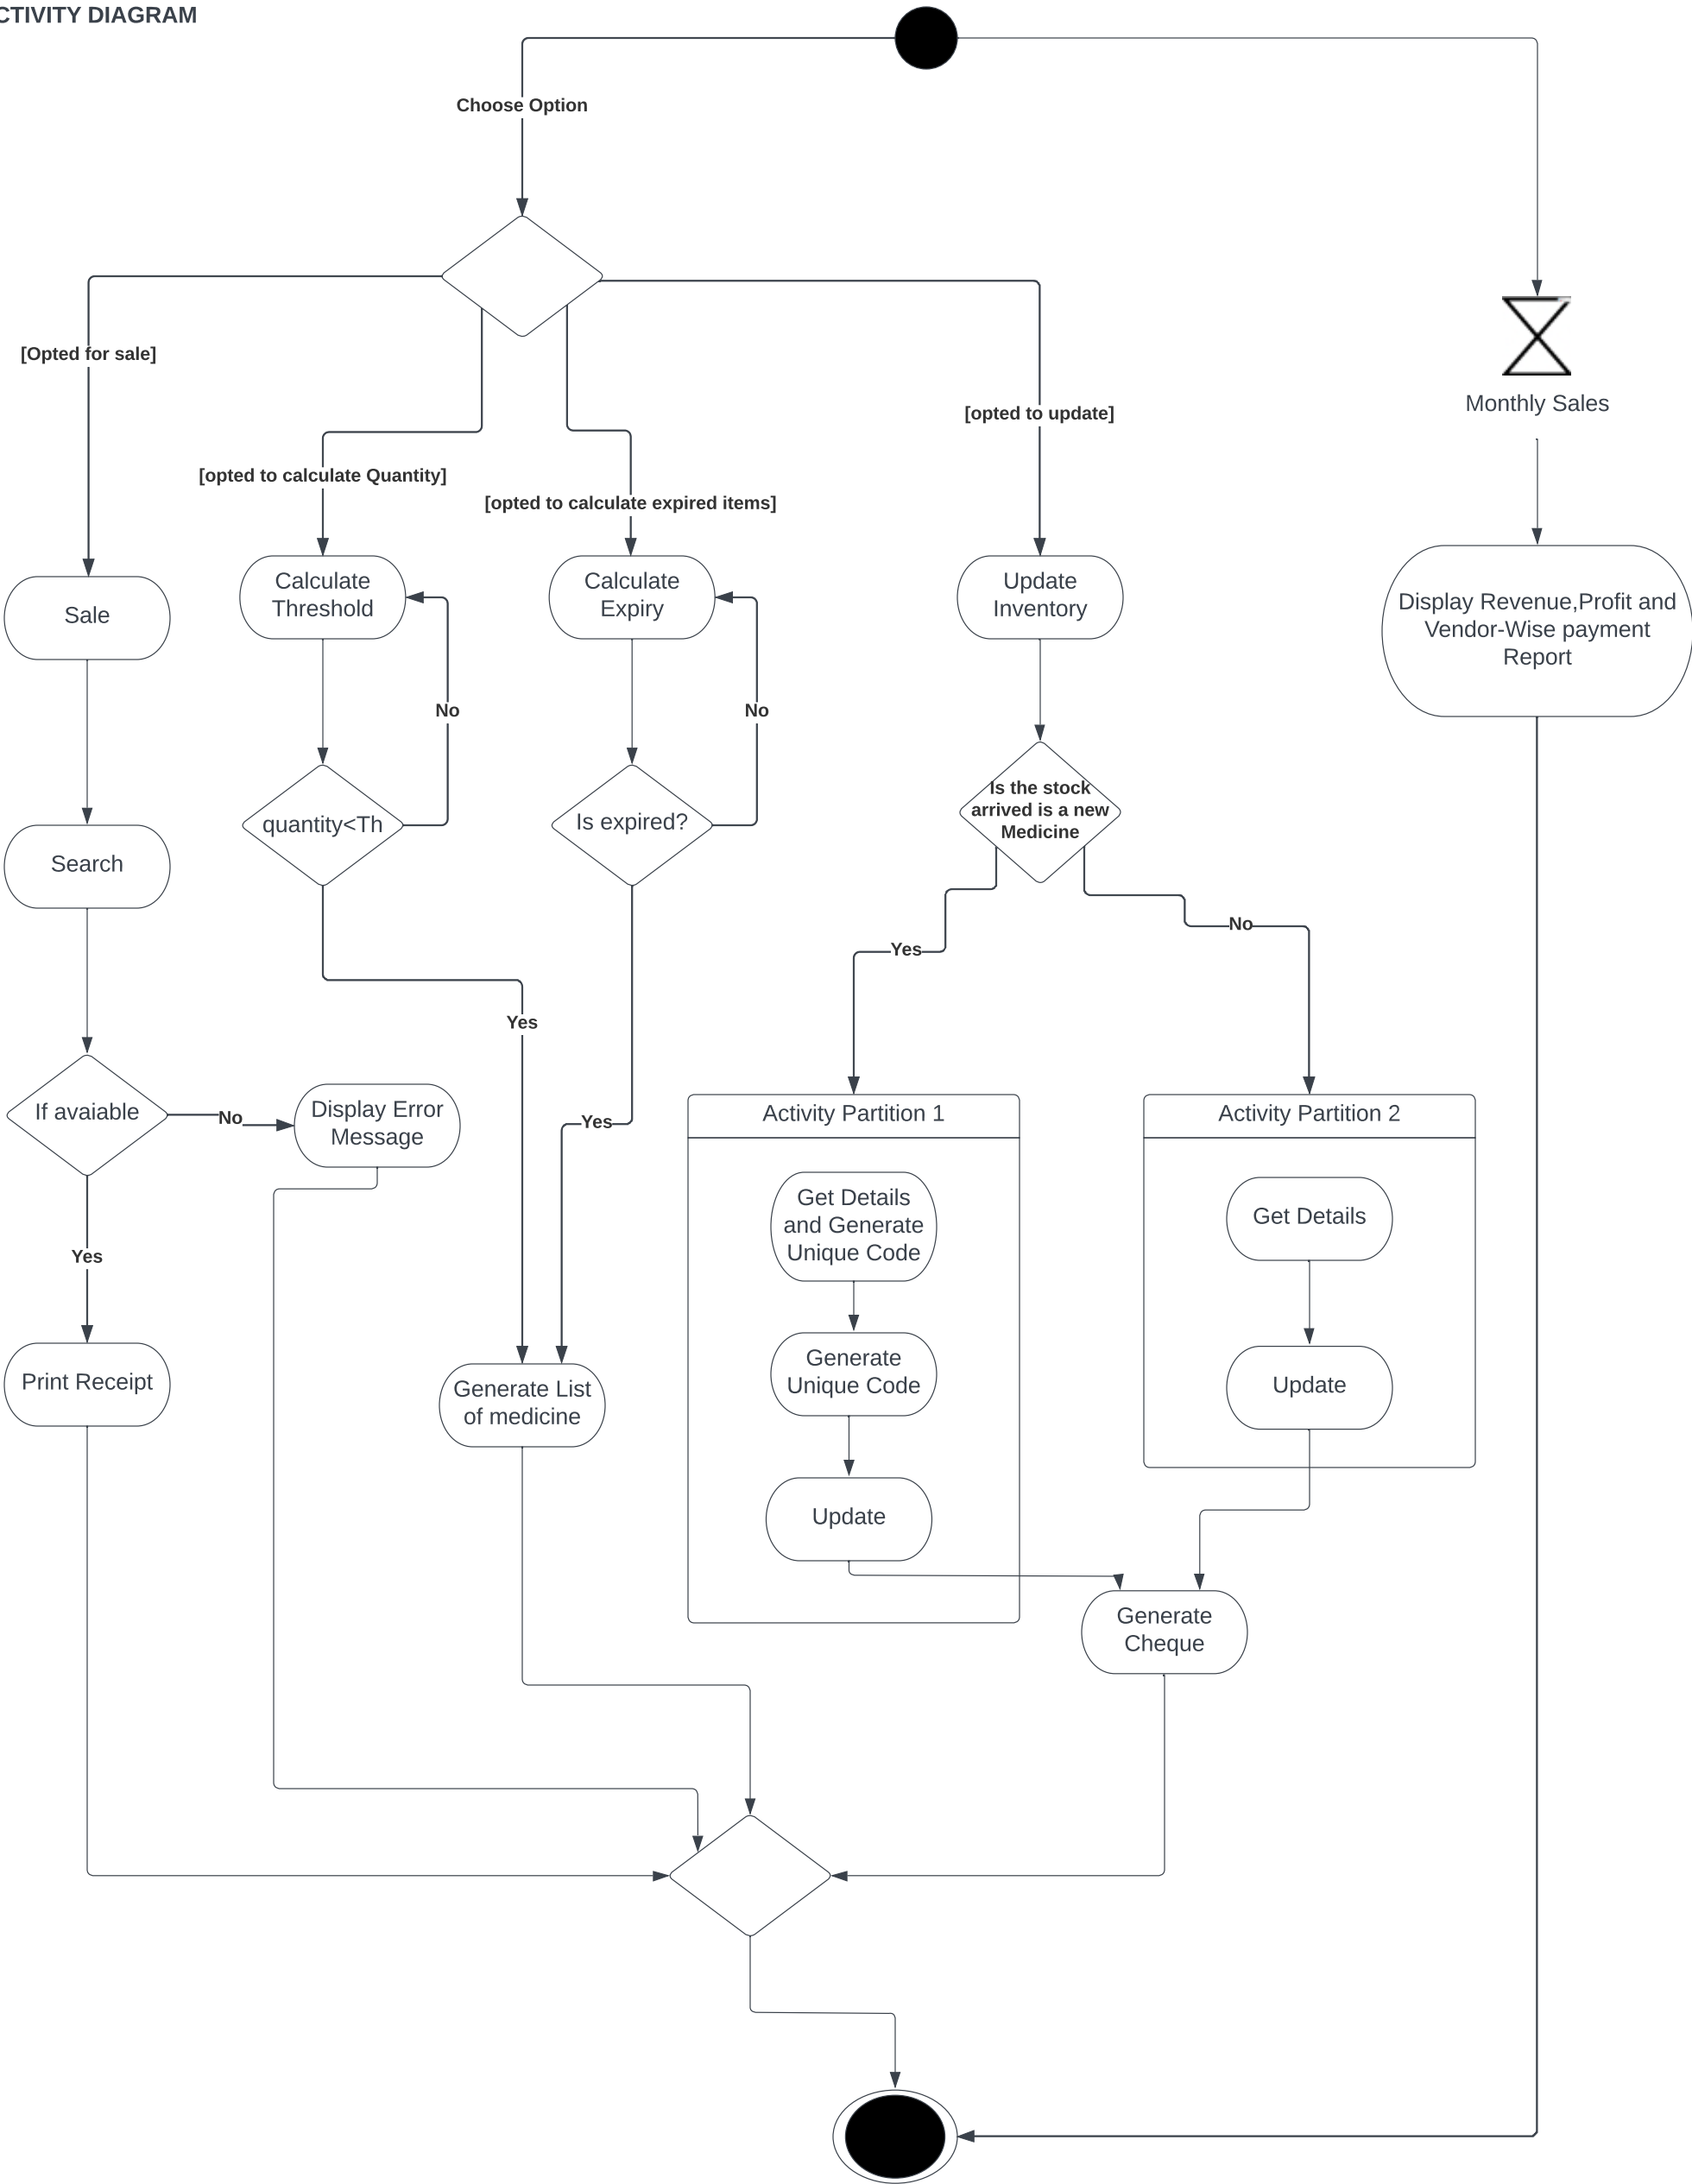 CTIVITY DIAGRAM
Choose Option
[Opted for sale]
[opted to calculate Quantity]
[opted to calculate expired items]
[opted to update]
Monthly Sales
Sale
Calculate
Threshold
Calculate
Expiry
Update
Inventory
Display Revenue,Profit and
Vendor-Wise payment
Report
No
No
Search
quantity<Th
Is expired?
Is the stock
arrived is a new
Medicine
Yes
No
Yes
If avaiable
No
Display Error
Message
Yes
Activity Partition 1
Activity Partition 2
Get Details
and Generate
Unique Code
Get Details
Yes
Generate
Unique Code
Update
Print Receipt
Generate List
of medicine
Update
Generate
Cheque